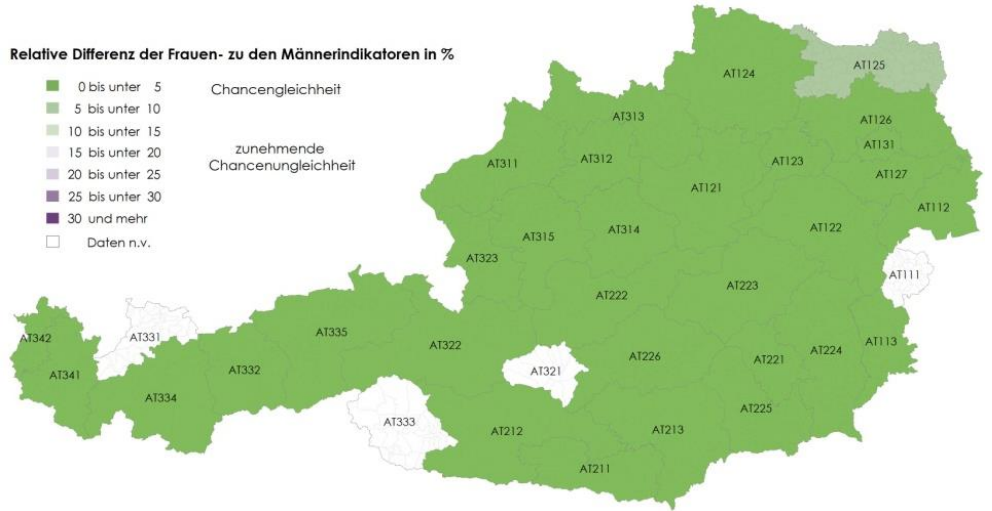 Relative Differenz der Frauen- zu den Männerindikatoren in %
0 bis unter 5 Chancengleichheit
5 bis unter 10
10 bis unter 15
15 bis unter 20 zunehmende
20 bis unter 25 Chancenungleichheit
25 bis unter 30
30 und mehr
Daten n.v.
AT124
AT125
AT313
AT126
AT131
AT311
AT312
AT123
AT127
AT121
AT112
AT122
AT315
AT314
AT323
AT111
AT223
AT222
AT342
AT331
AT335
AT322
AT113
AT224
AT226
AT221
AT341
AT332
AT321
AT334
AT225
AT333
AT212
AT213
AT211